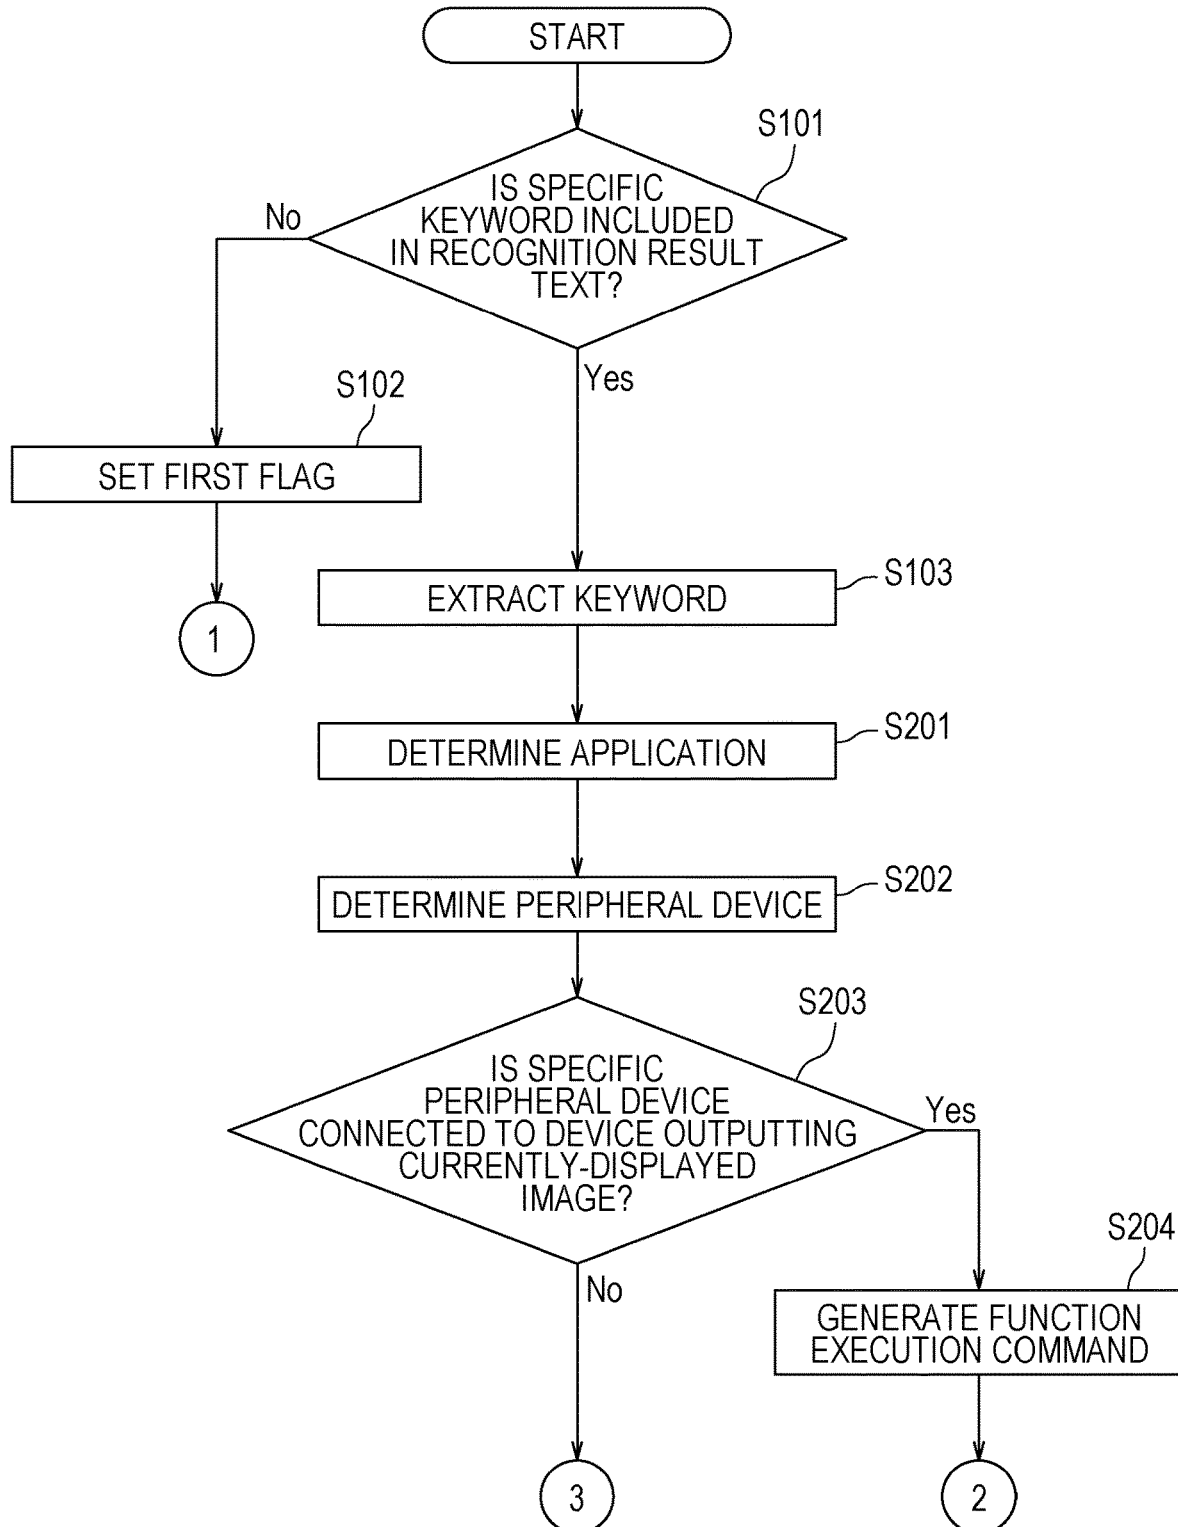 START
S101
IS SPECIFIC
KEYWORD INCLUDED
IN RECOGNITION RESULT
TEXT?
No
Yes
S102
SET FIRST FLAG
1
S103
EXTRACT KEYWORD
S201
DETERMINE APPLICATION
S202
DETERMINE PERIPHERAL DEVICE
S203
IS SPECIFIC
PERIPHERAL DEVICE
CONNECTED TO DEVICE OUTPUTTING
CURRENTLY-DISPLAYED
IMAGE?
Yes
No
S204
GENERATE FUNCTION
EXECUTION COMMAND
3
2